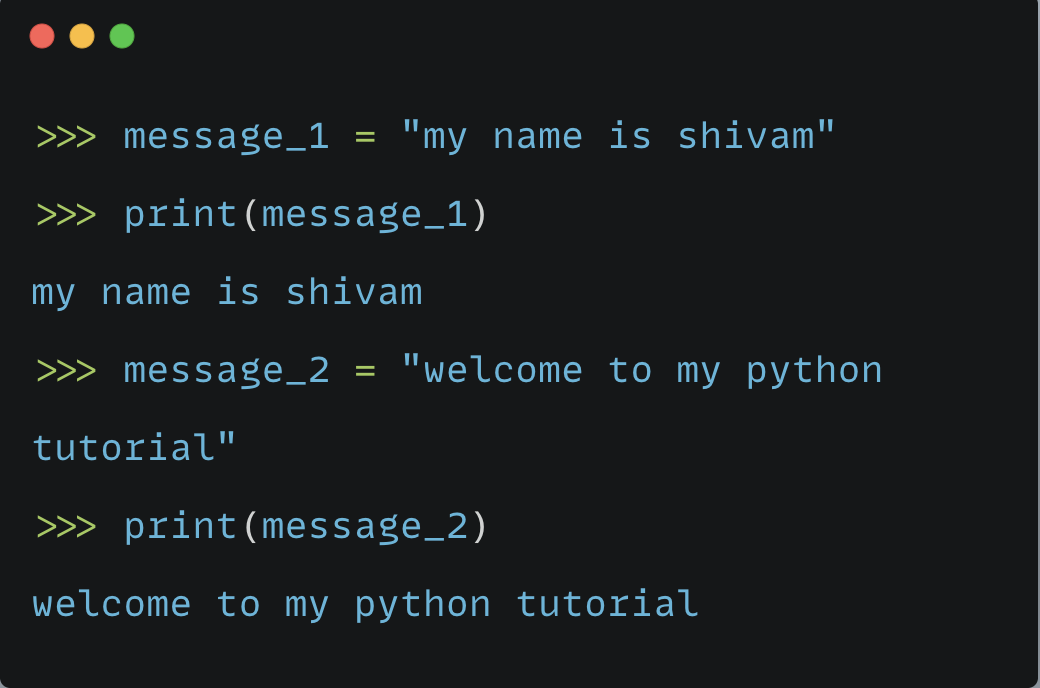 >>> message_1 = "my name is shivam"
>>> print(message_1)
my name is shivam
>>> message_2 = "welcome to my python
tutorial"
>>> print(message_2)
welcome to my python tutorial